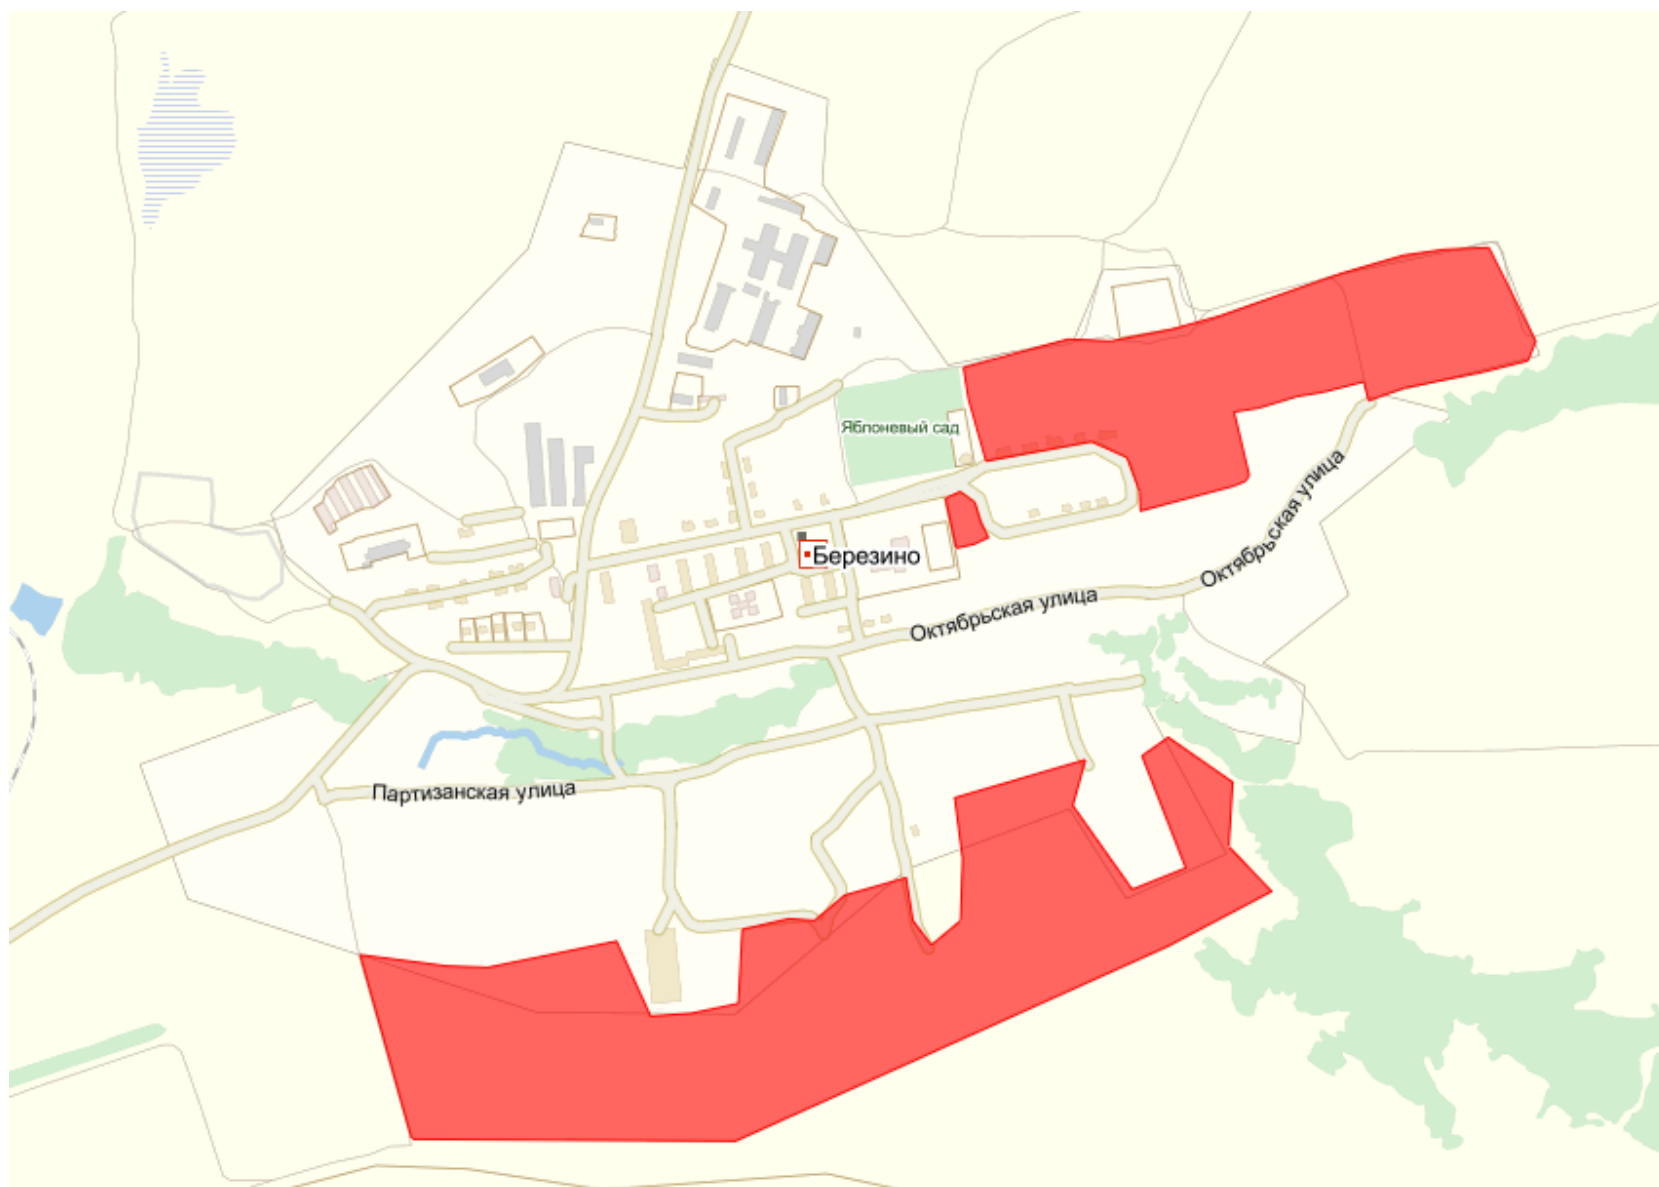 Яблоневый сад
Березино
Октябрьская улица
Октябрьская улица
Партизанская улица